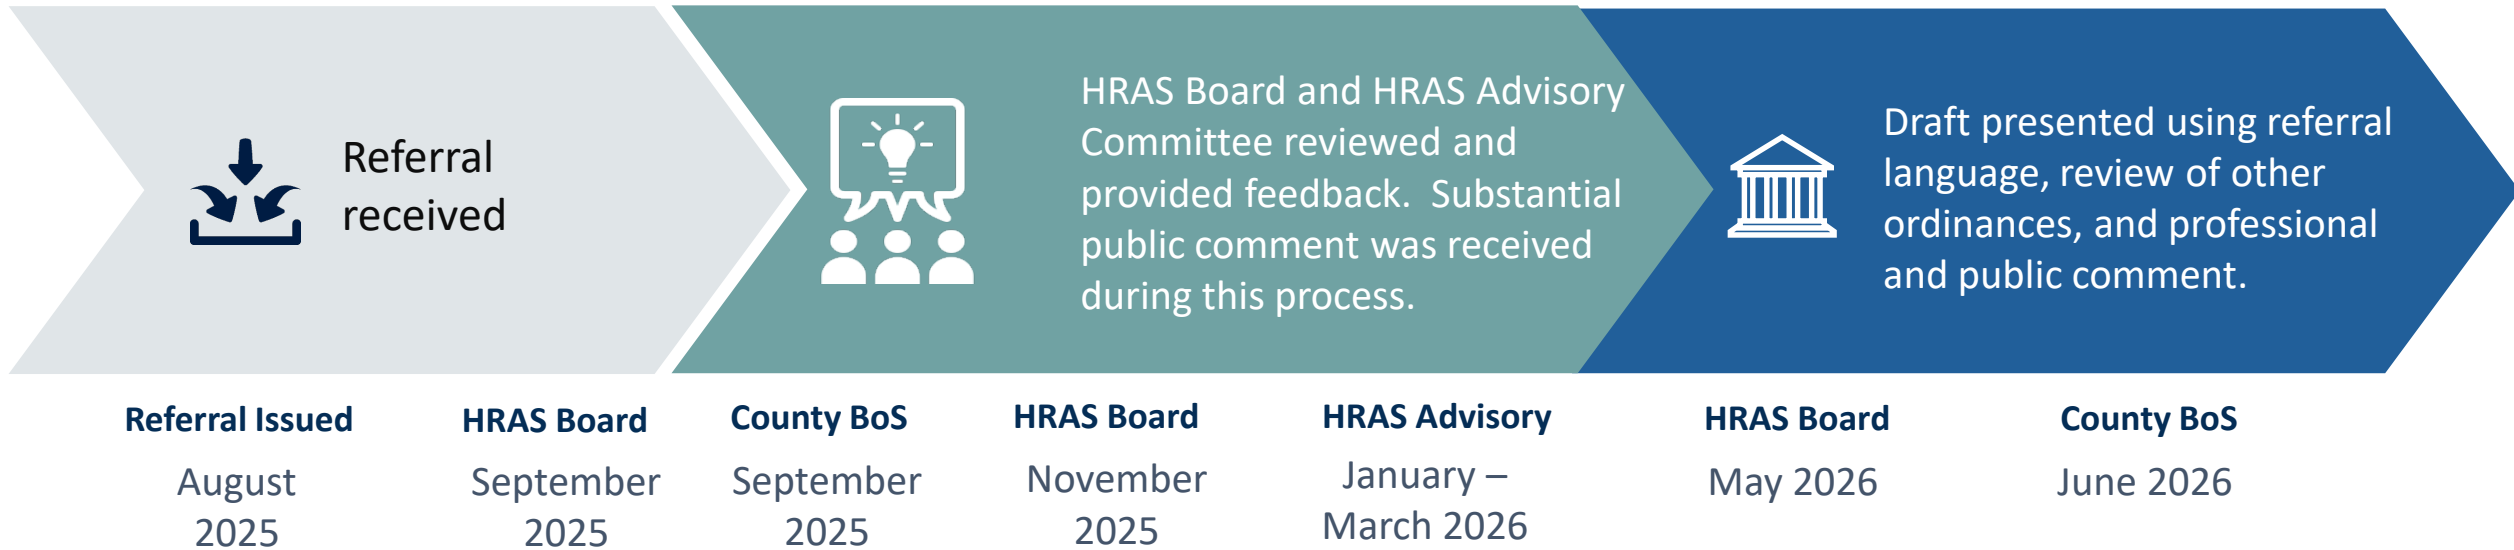 Referral
received
HRAS Board and HRAS Advisory
Committee reviewed and
provided feedback.  Substantial
public comment was received
during this process.
Draft presented using referral
language, review of other
ordinances, and professional
and public comment.
Referral Issued
August
2025
HRAS Board
September
2025
County BoS
September
2025
HRAS Board
November
2025
HRAS Advisory
January –
March 2026
HRAS Board
May 2026
County BoS
June 2026